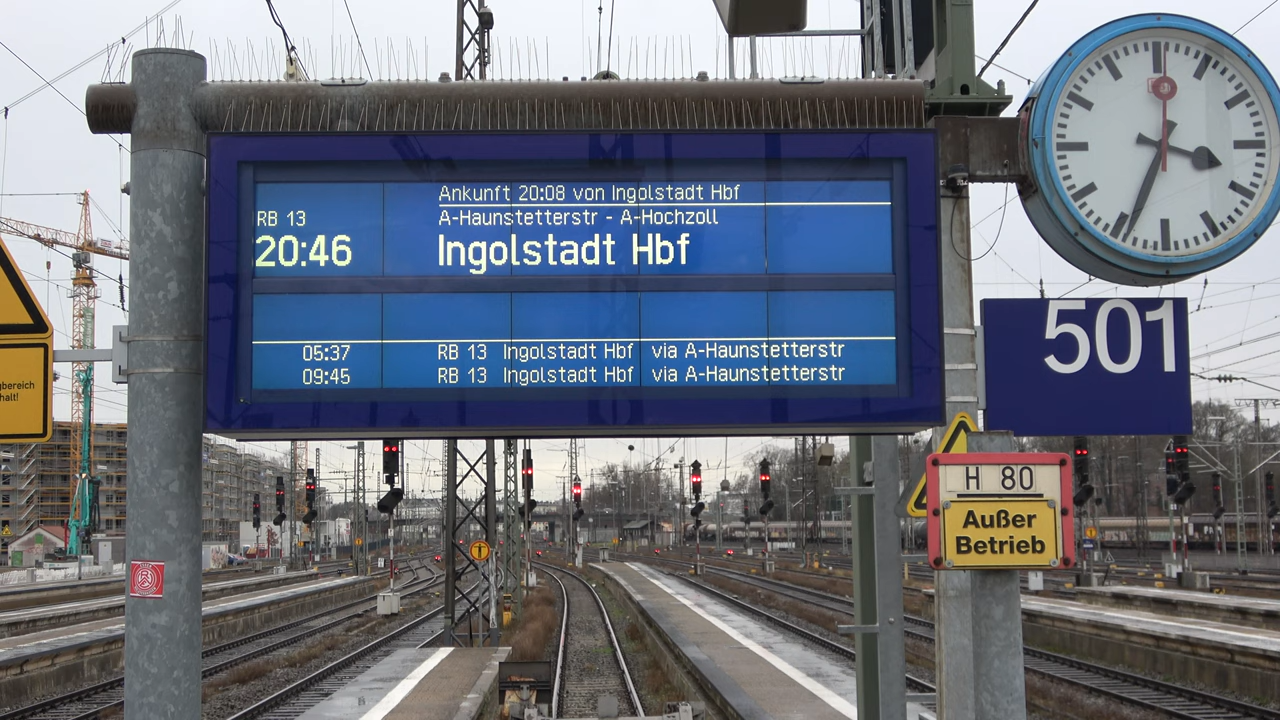 Ankunft 20:08 von Ingolstadt Hbf
RB 13
A-Haunstetterstr - A-Hochzoll
20:46
Ingolstadt Hbf
05:37 RB 13 Ingolstadt Hbf via A-Haunstetterstr
09:45 RB 13 Ingolstadt Hbf via A-Haunstetterstr
501
H 80
Außer
Betrieb
gbereich
halt!